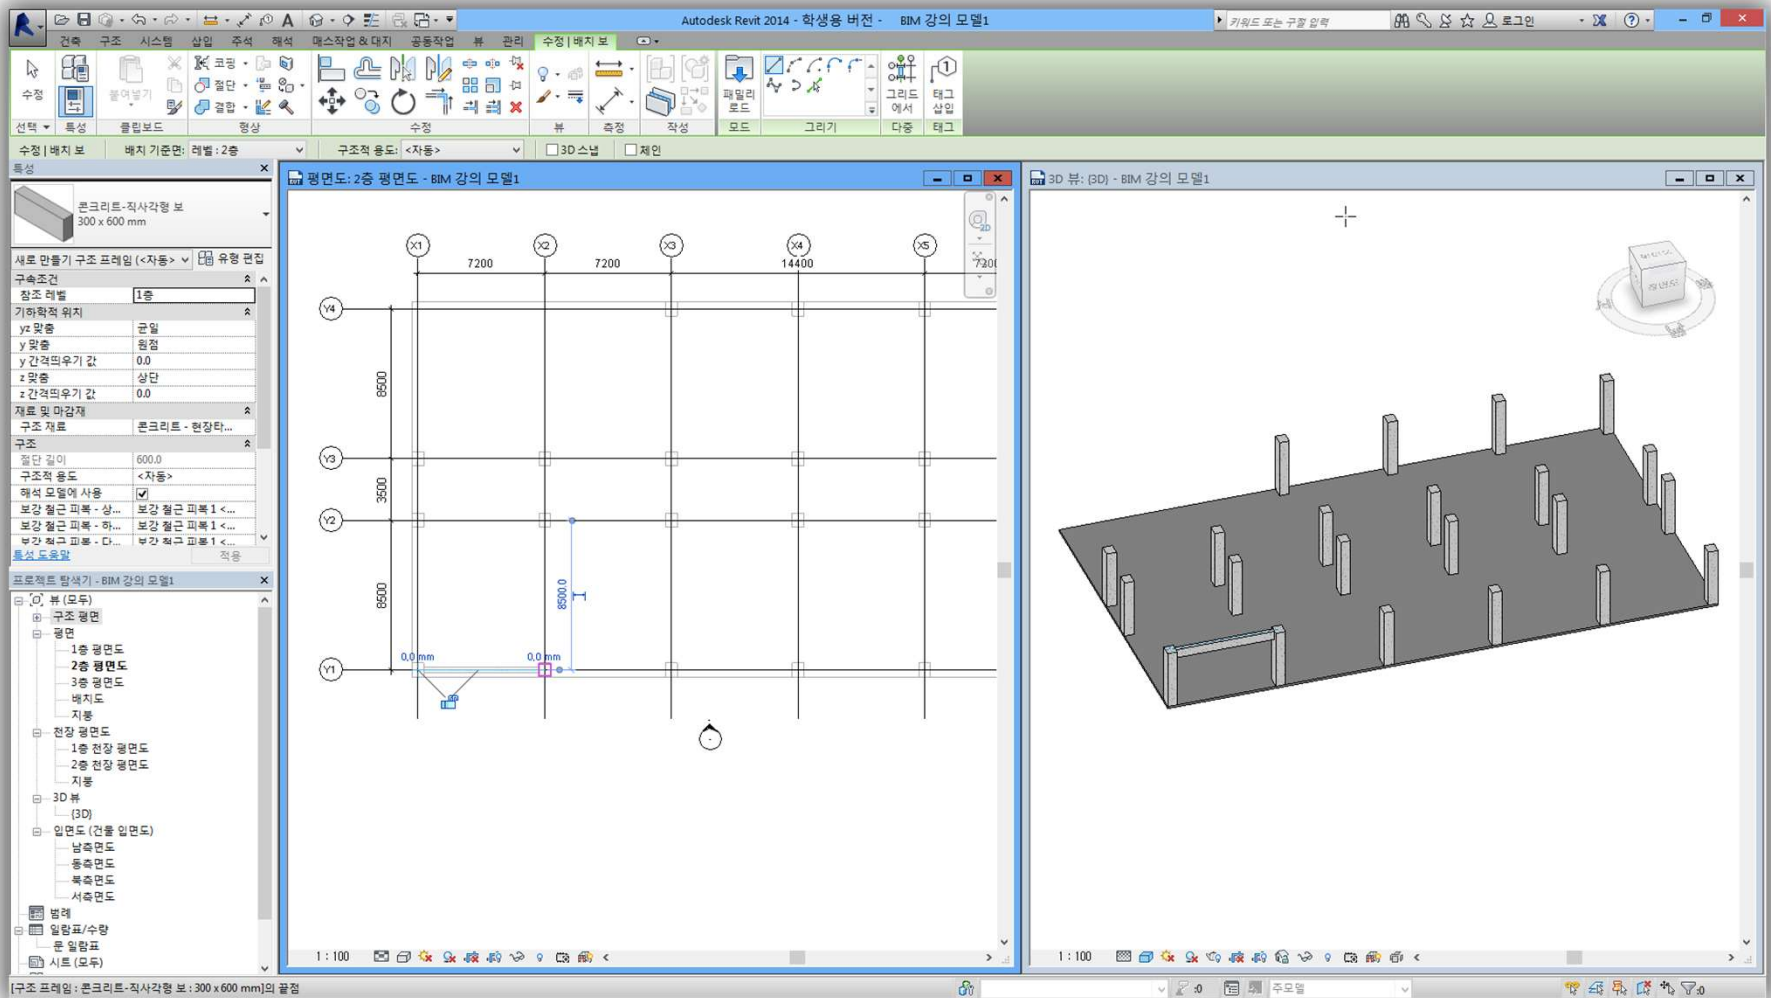 Autodesk Revit 2014 - 학생용 버전 - BIM 강의 모델1
키워드 또는 구절 입력
로그인
건축 구조 시스템 삽입 주석 해석 매스작업 & 대지 공동작업 뷰 관리 수정 | 배치 보
수정
붙여넣기
코핑
절단
결합
패밀리 로드
그리드에서
태그 삽입
선택 특성 클립보드 형상 수정 뷰 측정 작성 모드 그리기 다중 태그
수정 | 배치 보 배치 기준면: 레벨 : 2층 구조적 용도: <자동> 3D 스냅 체인
특성
콘크리트-직사각형 보
300 x 600 mm
새로 만들기 구조 프레임 (<자동> 유형 편집
구속조건
참조 레벨 1층
기하학적 위치
yz 맞춤 균일
y 맞춤 원점
y 간격띄우기 값 0.0
z 맞춤 상단
z 간격띄우기 값 0.0
재료 및 마감재
구조 재료 콘크리트 - 현장타...
구조
절단 길이 600.0
구조적 용도 <자동>
해석 모델에 사용
보강 철근 피복 - 상... 보강 철근 피복 1 <...
보강 철근 피복 - 하... 보강 철근 피복 1 <...
보강 철근 피복 - 다... 보강 철근 피복 1 <...
특성 도움말 적용
프로젝트 탐색기 - BIM 강의 모델1
뷰 (모두)
구조 평면
평면
1층 평면도
2층 평면도
3층 평면도
배치도
지붕
천장 평면도
1층 천장 평면도
2층 천장 평면도
지붕
3D 뷰
{3D}
입면도 (건물 입면도)
남측면도
동측면도
북측면도
서측면도
범례
일람표/수량
문 일람표
시트 (모두)
평면도: 2층 평면도 - BIM 강의 모델1
X1 X2 X3 X4 X5
7200 7200 14400 7200
Y4
8500
Y3
3500
Y2
8500
8500.0
0.0 mm 0.0 mm
Y1
1 : 100
3D 뷰: {3D} - BIM 강의 모델1
1 : 100
[구조 프레임 : 콘크리트-직사각형 보 : 300 x 600 mm]의 끝점
:0
주모델
:0